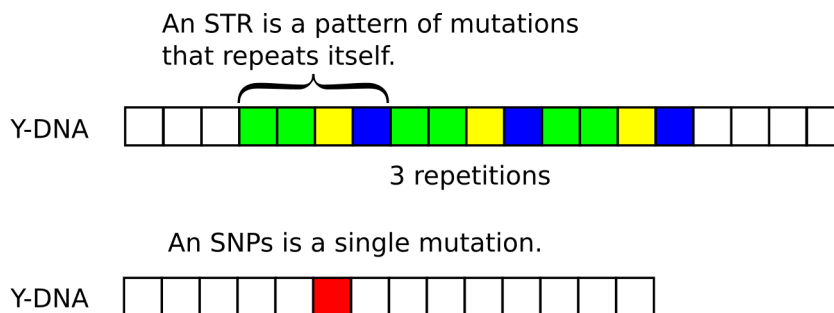 An STR is a pattern of mutations
that repeats itself.
Y-DNA
3 repetitions
An SNPs is a single mutation.
Y-DNA